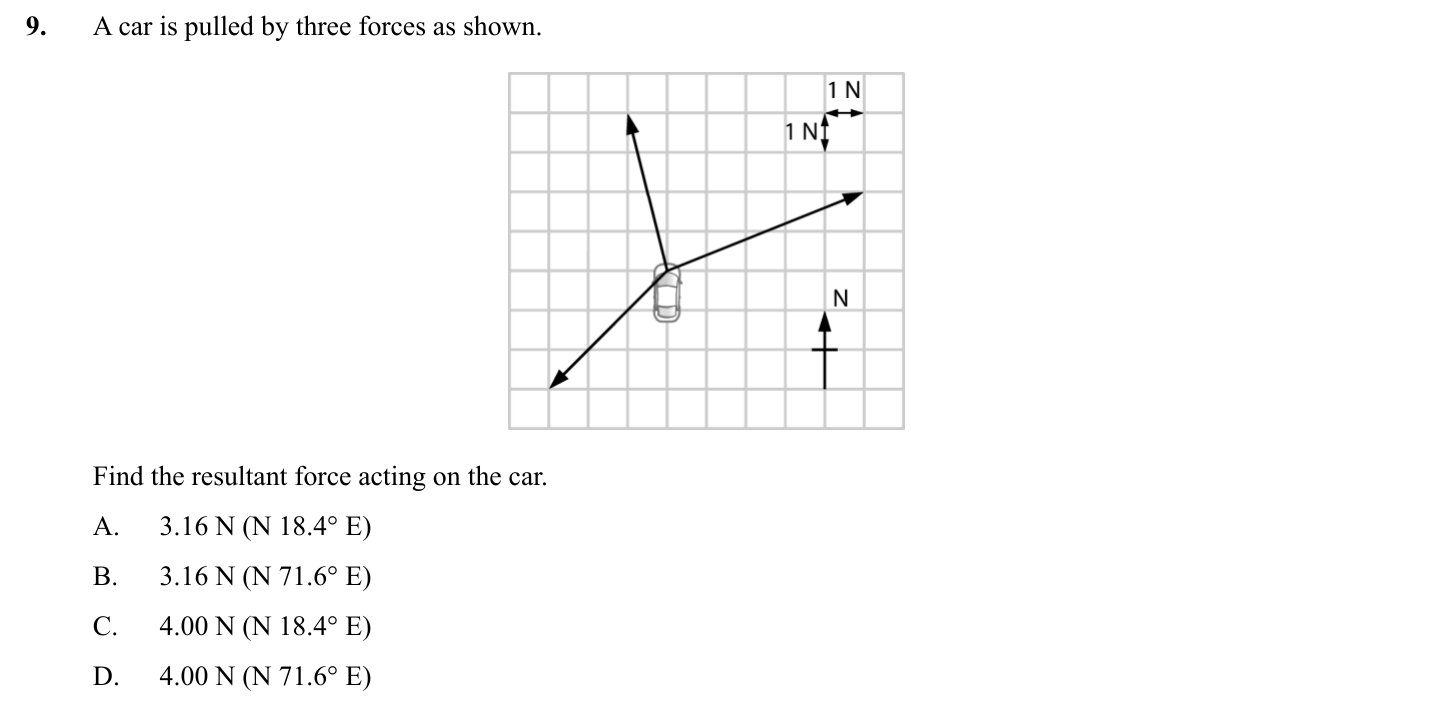 9. A car is pulled by three forces as shown.
1 N
1 N
N
Find the resultant force acting on the car.
A. 3.16 N (N 18.4° E)
B. 3.16 N (N 71.6° E)
C. 4.00 N (N 18.4° E)
D. 4.00 N (N 71.6° E)